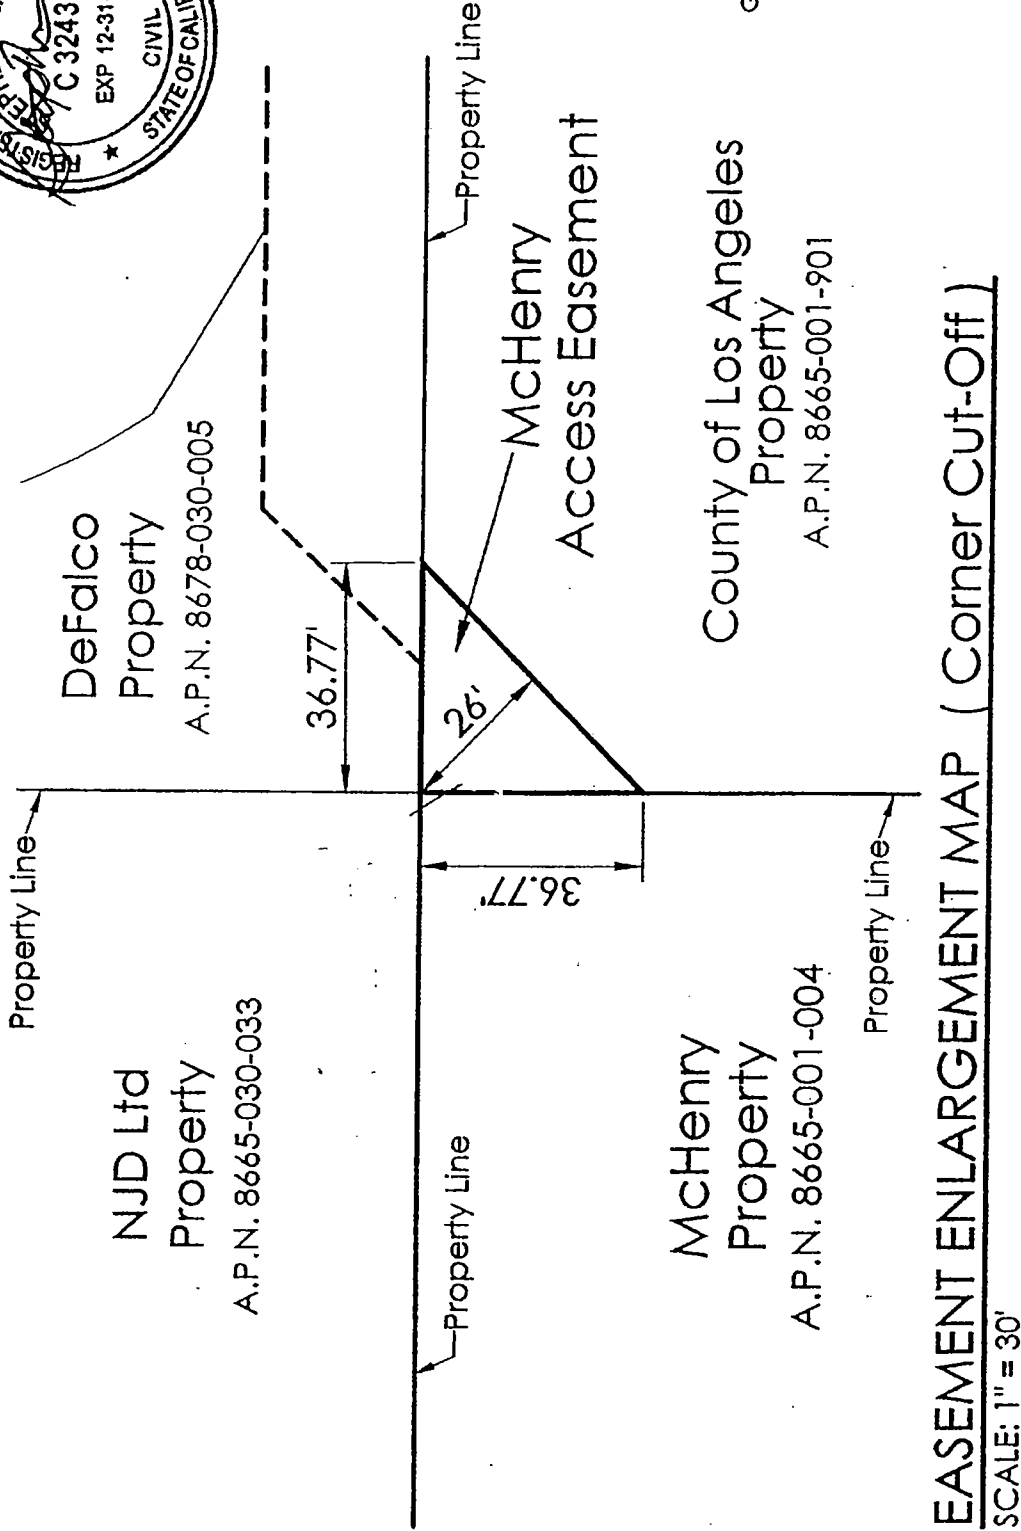 REGISTE
C 3243
EXP 12-31
CIVIL
STATE OF CALIF
Property Line
NJD Ltd
Property
A.P.N. 8665-030-033
DeFalco
Property
A.P.N. 8678-030-005
36.77'
Property Line
Property Line
26'
36.77'
McHenry
Access Easement
McHenry
Property
A.P.N. 8665-001-004
County of Los Angeles
Property
A.P.N. 8665-001-901
Property Line
EASEMENT ENLARGEMENT MAP ( Corner Cut-Off )
SCALE: 1" = 30'